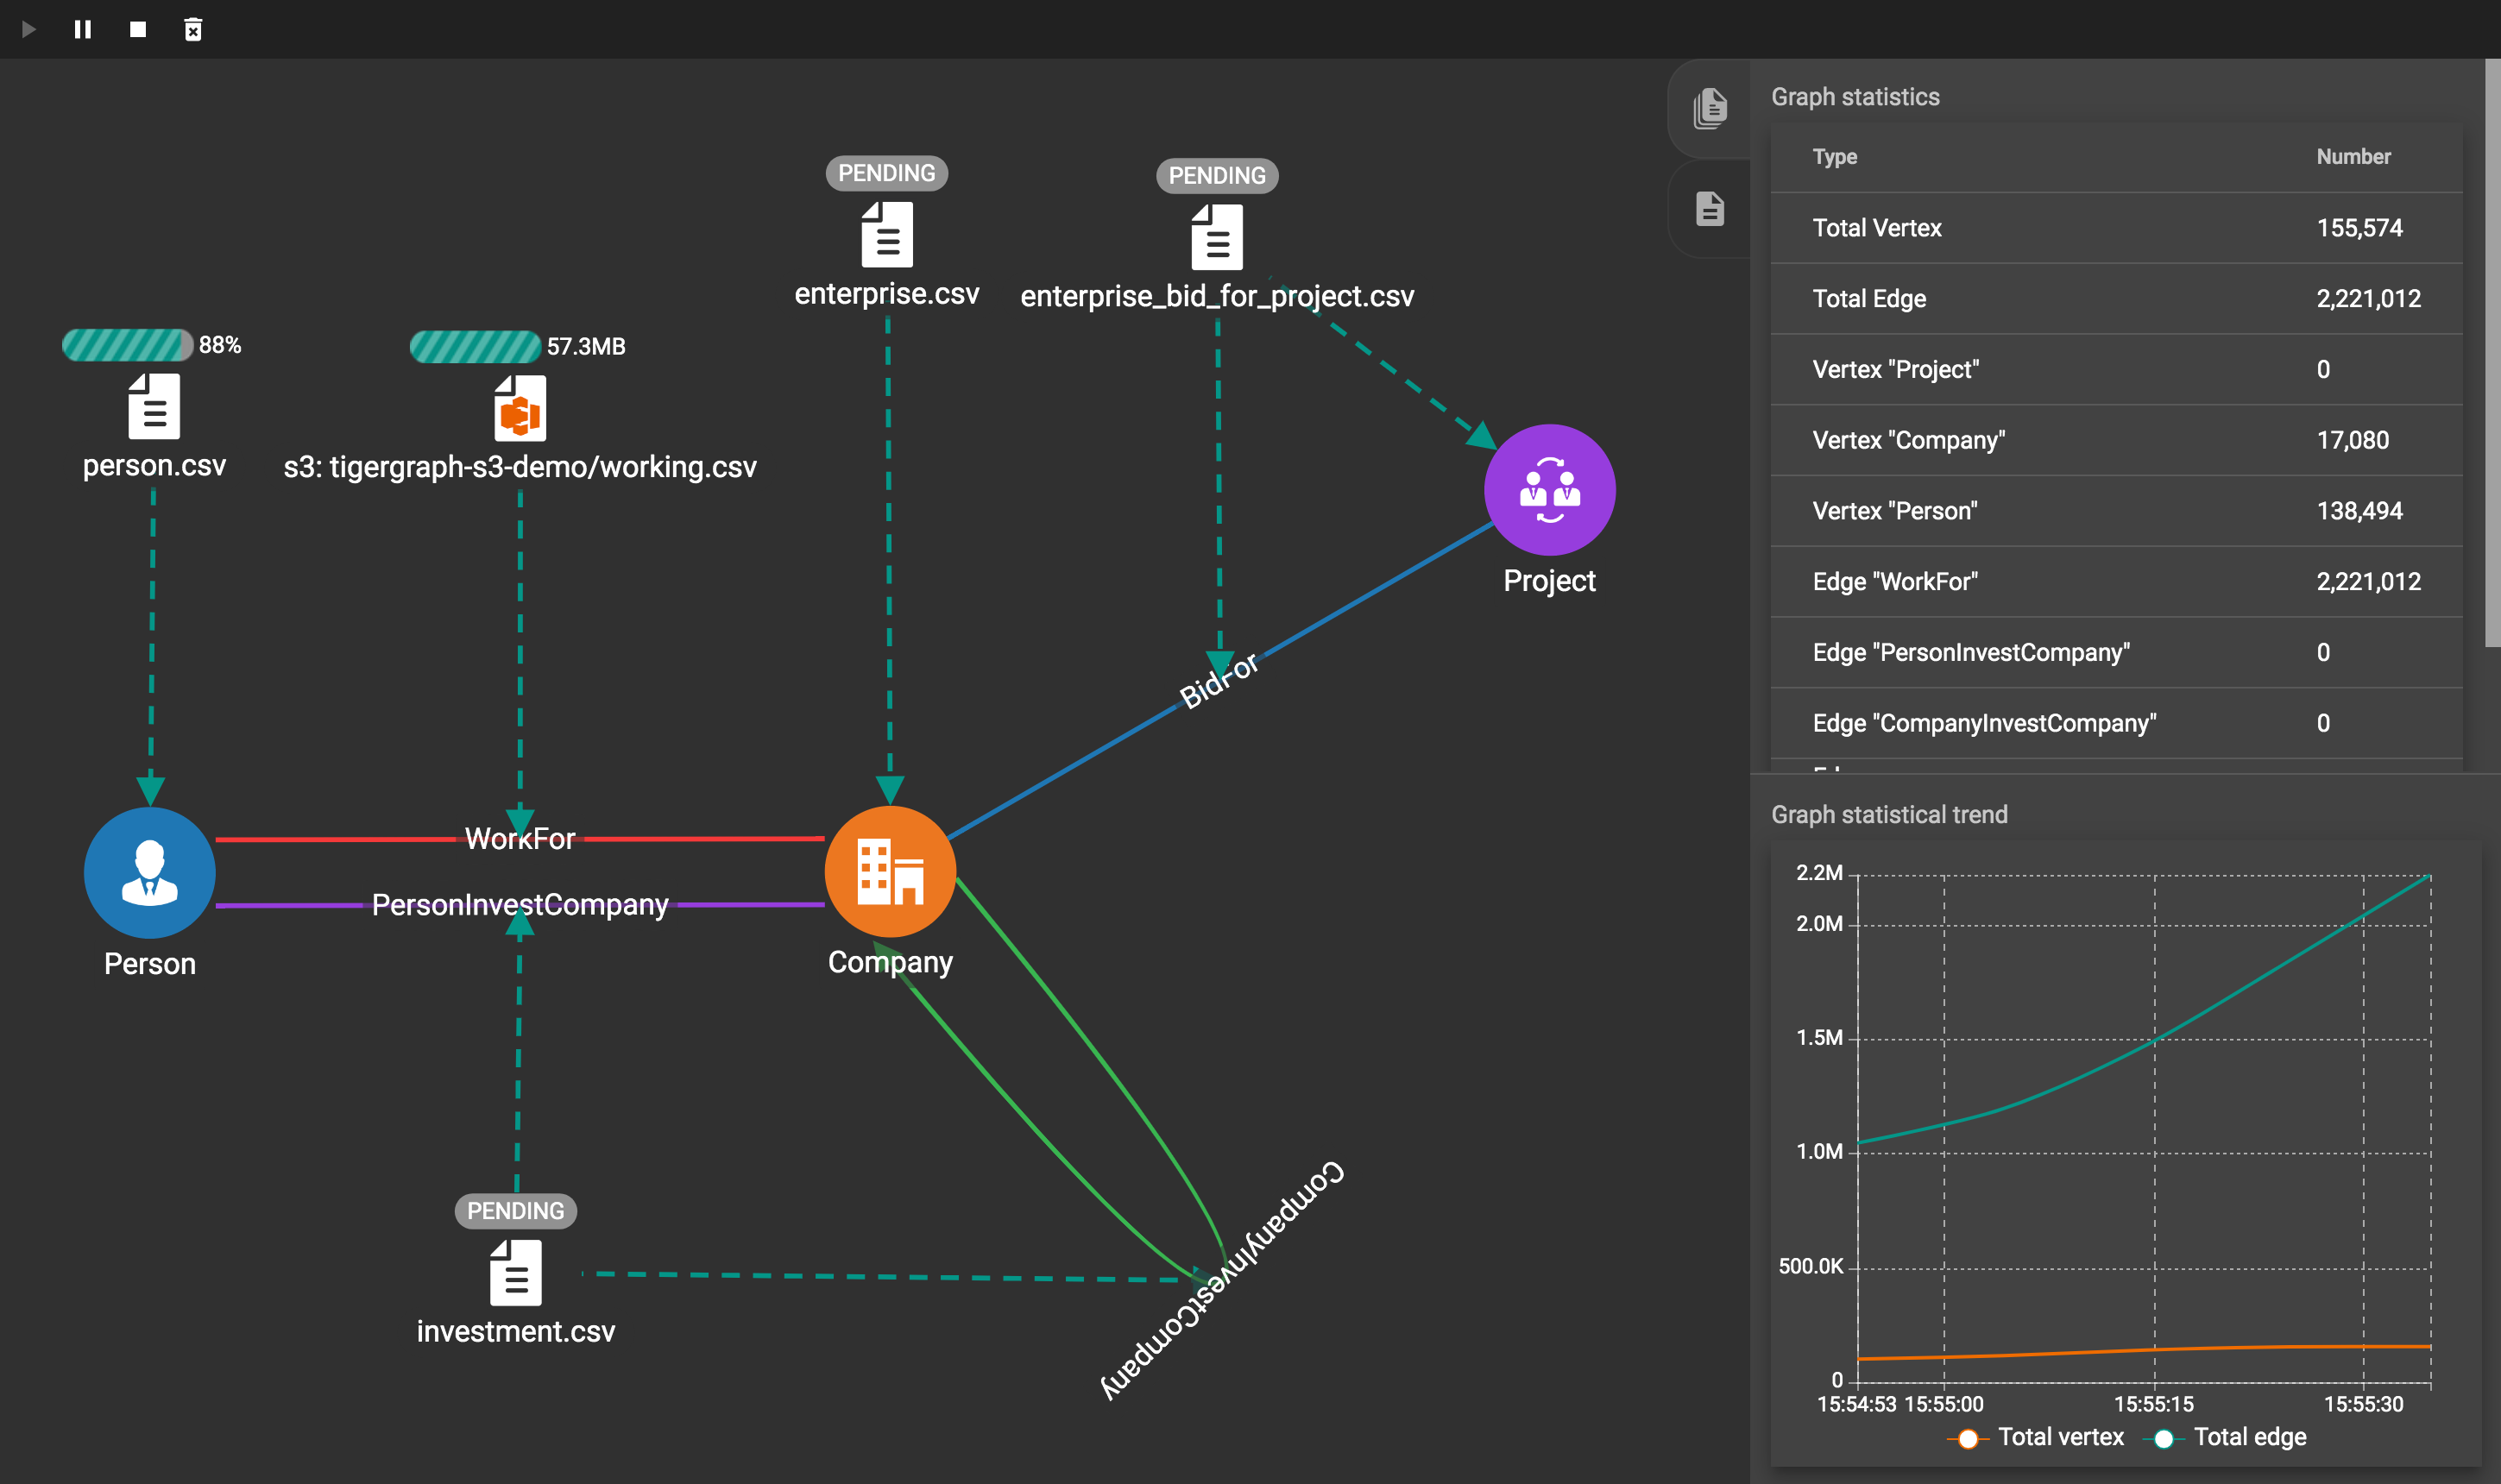 PENDING
enterprise.csv
PENDING
enterprise_bid_for_project.csv
88%
person.csv
57.3MB
s3: tigergraph-s3-demo/working.csv
Project
BidFor
WorkFor
PersonInvestCompany
Person
Company
PENDING
investment.csv
CompanyInvestCompany
Graph statistics
Type Number
Total Vertex 155,574
Total Edge 2,221,012
Vertex "Project" 0
Vertex "Company" 17,080
Vertex "Person" 138,494
Edge "WorkFor" 2,221,012
Edge "PersonInvestCompany" 0
Edge "CompanyInvestCompany" 0
Graph statistical trend
2.2M
2.0M
1.5M
1.0M
500.0K
0
15:54:53 15:55:00 15:55:15 15:55:30
Total vertex Total edge